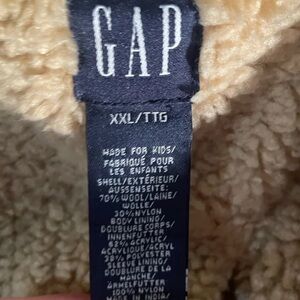 GAP
XXL/TTG
MADE FOR KIDS/
FABRIQUÉ POUR
LES ENFANTS
SHELL/EXTÉRIEUR/
AUSSENSEITE:
70% WOOL/LAINE/
WOLLE/
30% NYLON
BODY LINING/
DOUBLURE CORPS/
INNENFUTTER
62% ACRYLIC/
ACRYLIQUE/ACRYL
38% POLYESTER
SLEEVE LINING/
DOUBLURE DE LA
MANCHE/
ÄRMELFUTTER
100% NYLON
MADE IN INDIA/